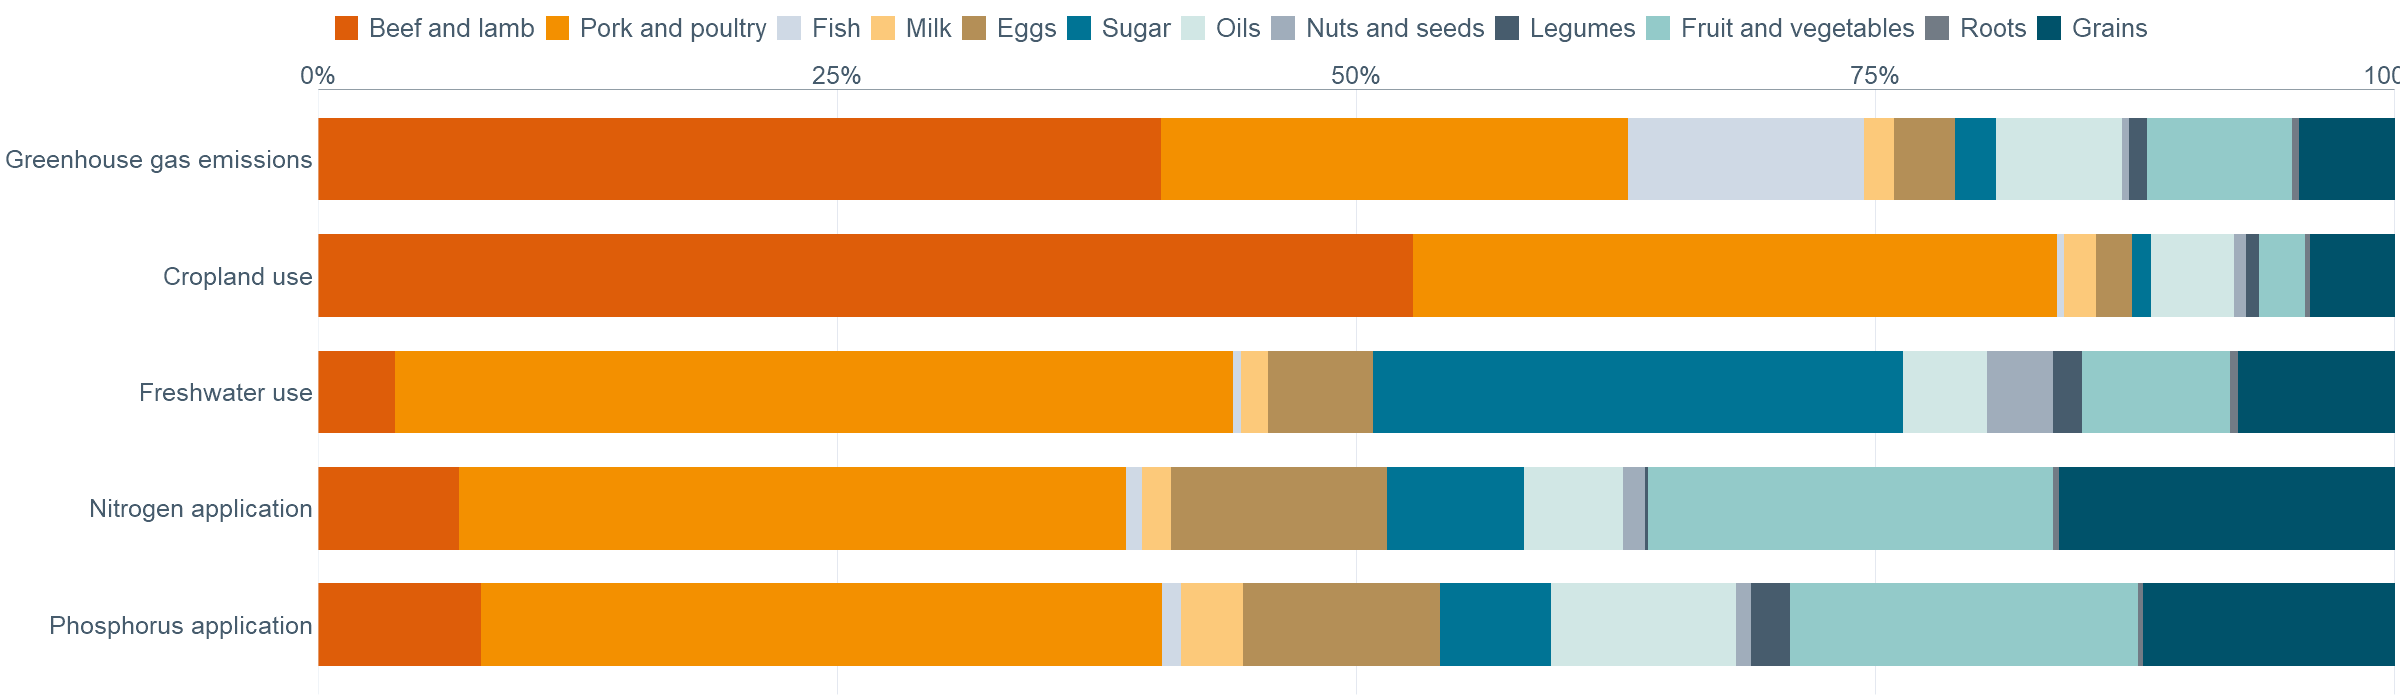 Beef and lamb Pork and poultry Fish Milk Eggs Sugar Oils Nuts and seeds Legumes Fruit and vegetables Roots Grains
0% 25% 50% 75% 100
Greenhouse gas emissions
Cropland use
Freshwater use
Nitrogen application
Phosphorus application